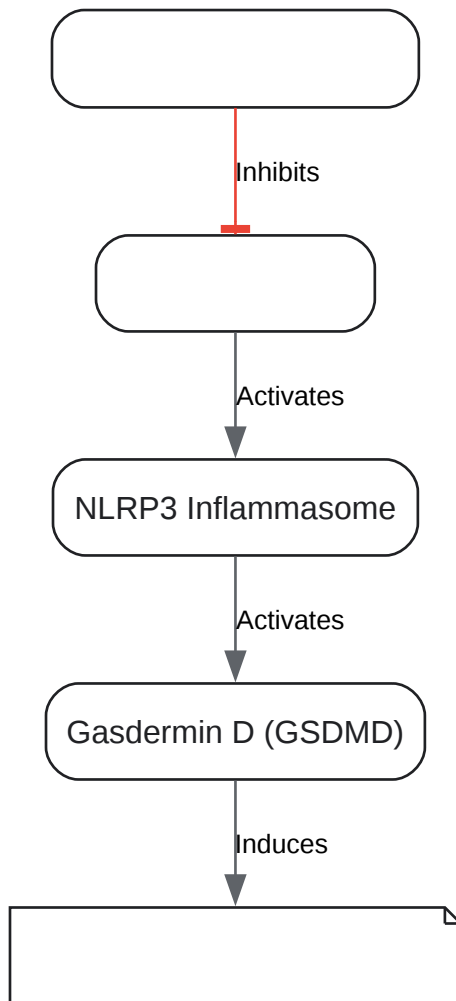 Inhibits
Activates
NLRP3 Inflammasome
Activates
Gasdermin D (GSDMD)
Induces